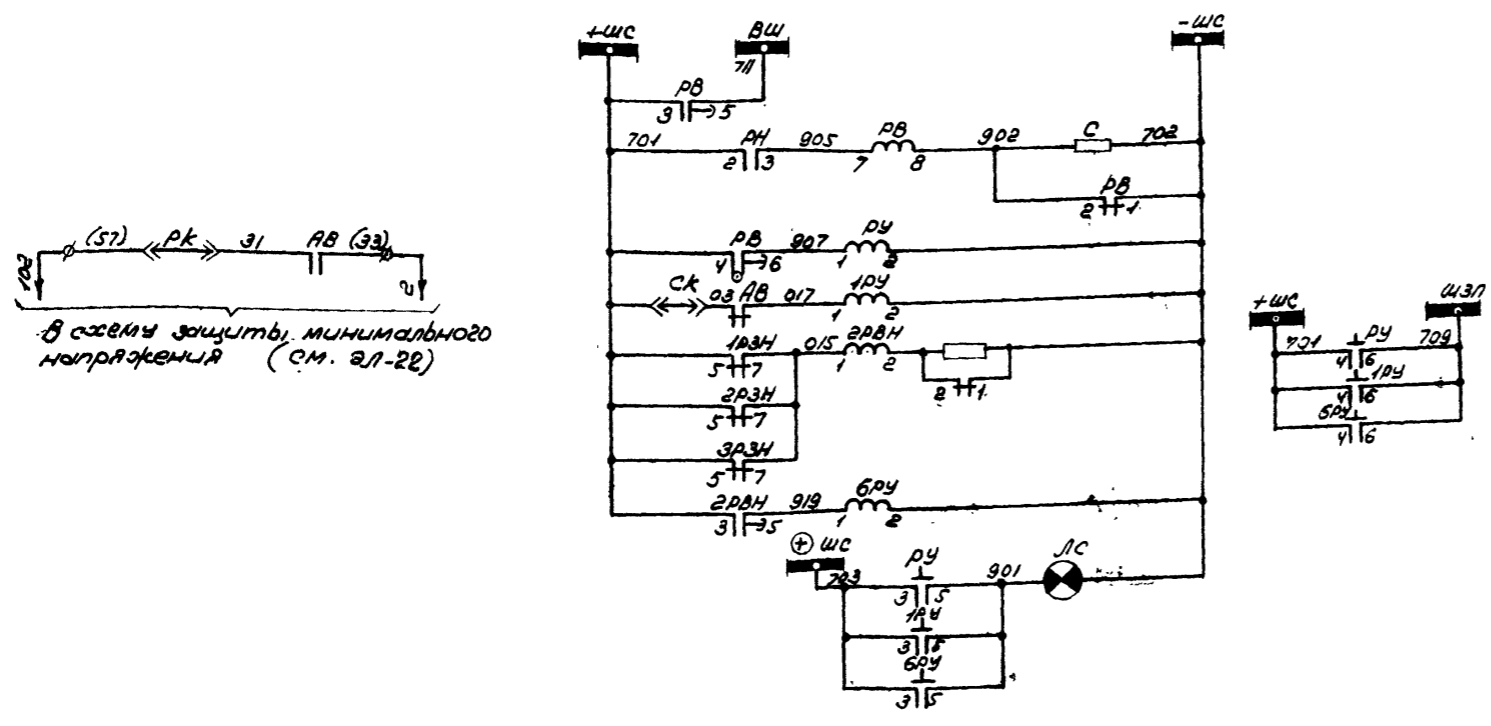 +ШС
ВШ
-ШС
711
РВ
3 5
701 РН 905 РВ 902 С 702
2 3 7 8
РВ
2 1
(57) РК 31 АВ (33)
102
2
В схему защиты минимального
напряжения (см. эл-22)
РВ 907 РУ
4 6 1 2
СК 03 АВ 017 1РУ
1 2
1РЗН 015 2РВН
5 7 1 2
2 1
2РЗН
5 7
3РЗН
5 7
2РВН 919 6РУ
3 5 1 2
+ШС
ШЗП
701 РУ 709
4 6
1РУ
4 6
6РУ
4 6
+ ШС
703 РУ 901 ЛС
3 5
1РУ
3 5
6РУ
3 5